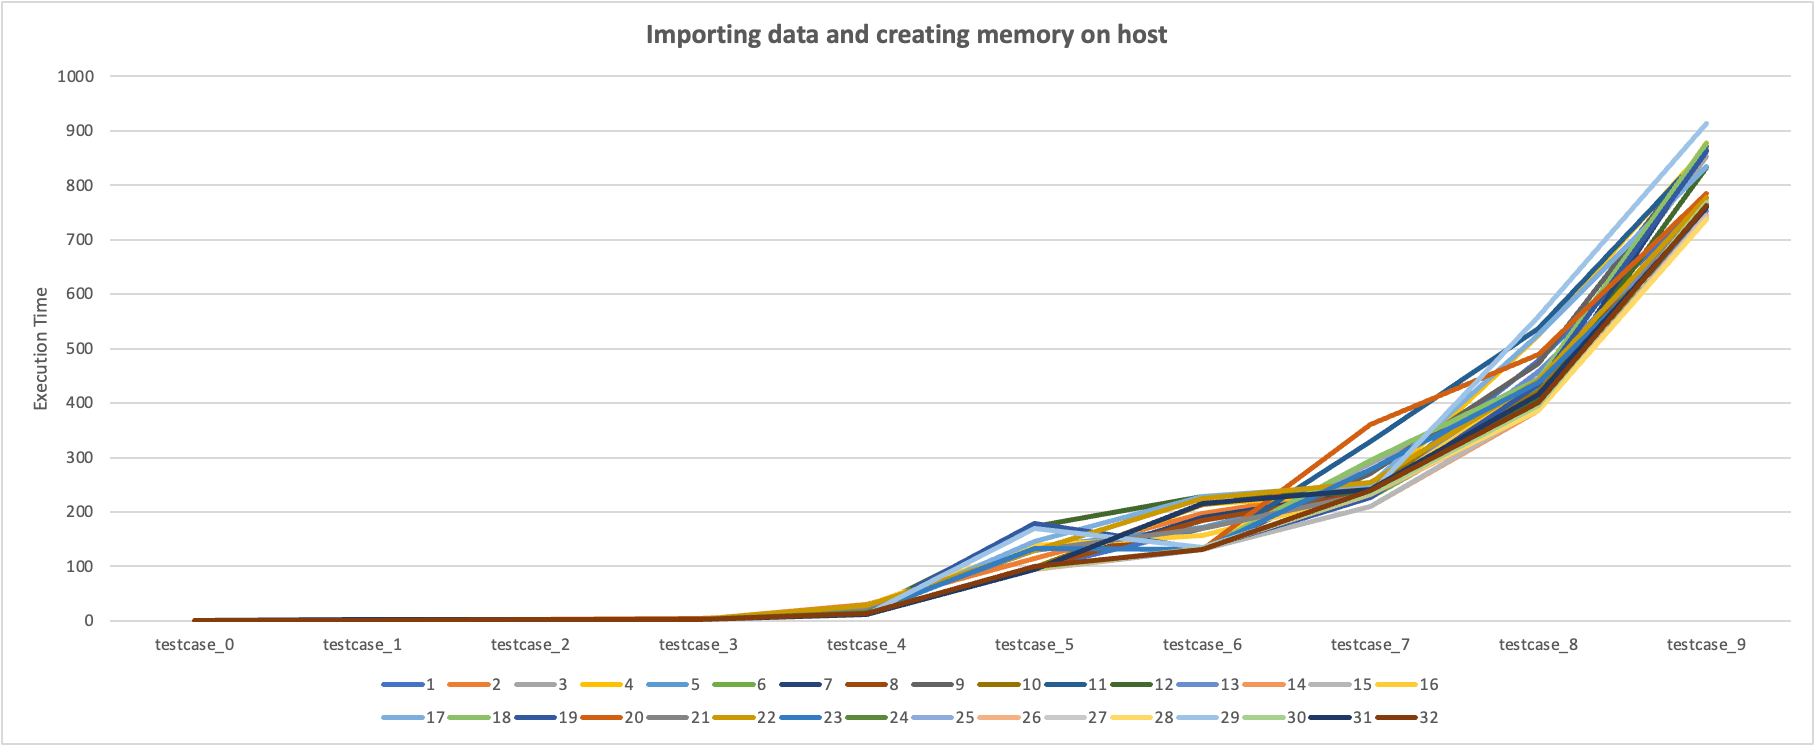 Importing data and creating memory on host
1000
900
800
700
600
500
400
300
200
100
0
Execution Time
testcase_0 testcase_1 testcase_2 testcase_3 testcase_4 testcase_5 testcase_6 testcase_7 testcase_8 testcase_9
1 2 3 4 5 6 7 8 9 10 11 12 13 14 15 16
17 18 19 20 21 22 23 24 25 26 27 28 29 30 31 32